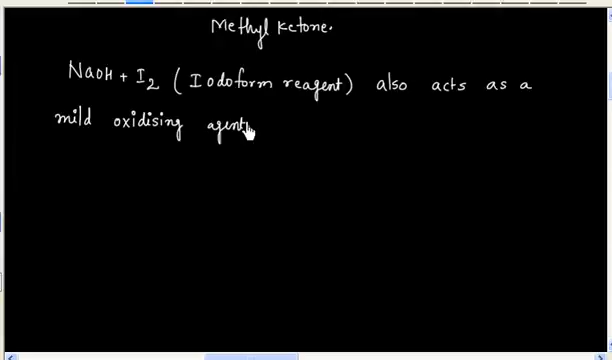 Methyl Ketone.
NaOH + I2 ( Iodoform reagent ) also acts as a
mild oxidising agent